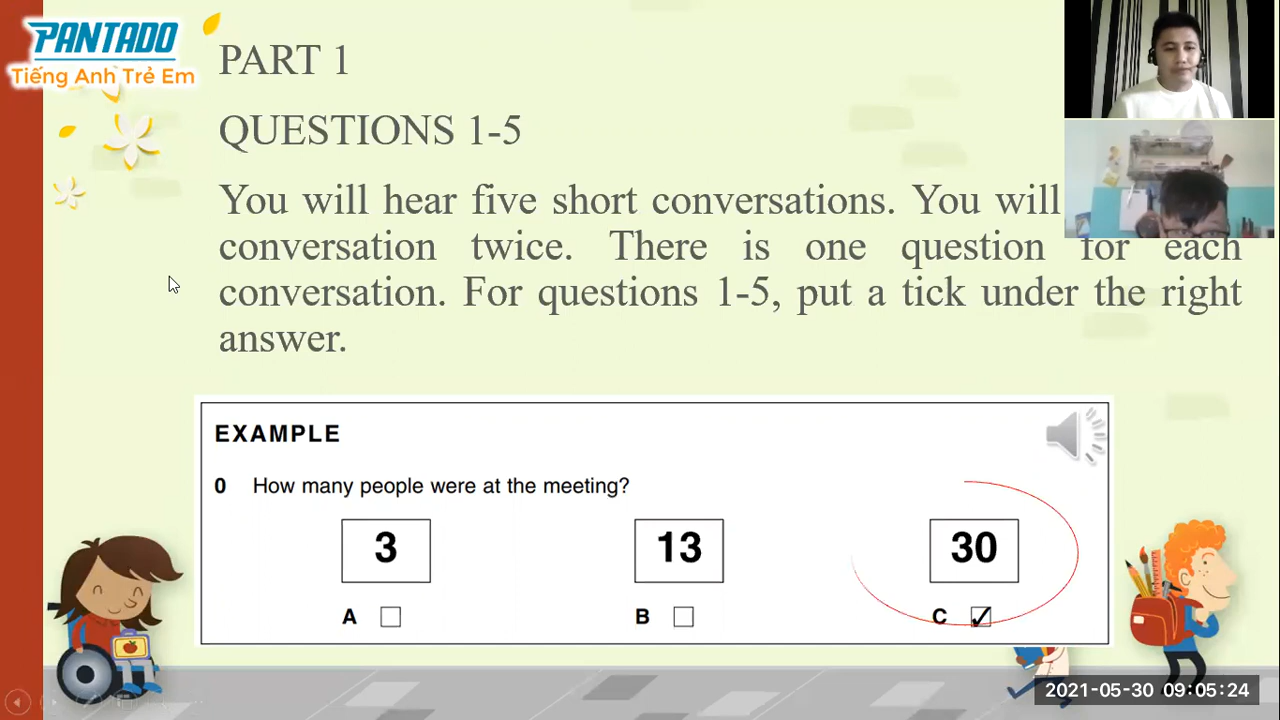 PANTADO
Tiếng Anh Trẻ Em
PART 1
QUESTIONS 1-5
You will hear five short conversations. You will
conversation twice. There is one question for each
conversation. For questions 1-5, put a tick under the right
answer.
EXAMPLE
0 How many people were at the meeting?
3 13 30
A B C
2021-05-30 09:05:24